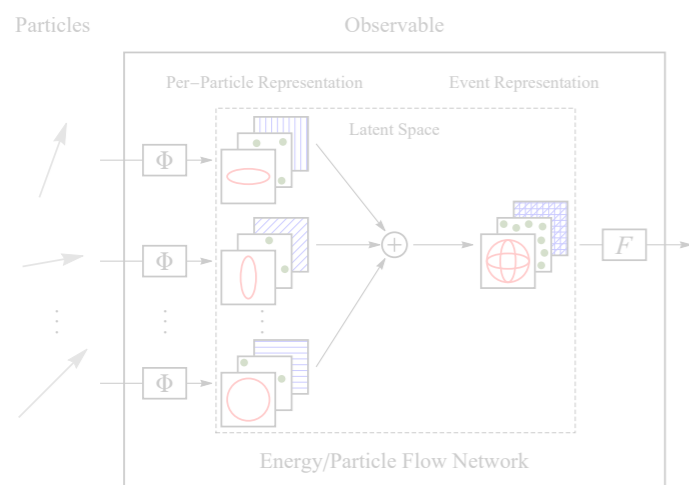 Particles
Observable
Per−Particle Representation
Event Representation
Latent Space
Φ
Φ
F
Φ
Energy/Particle Flow Network